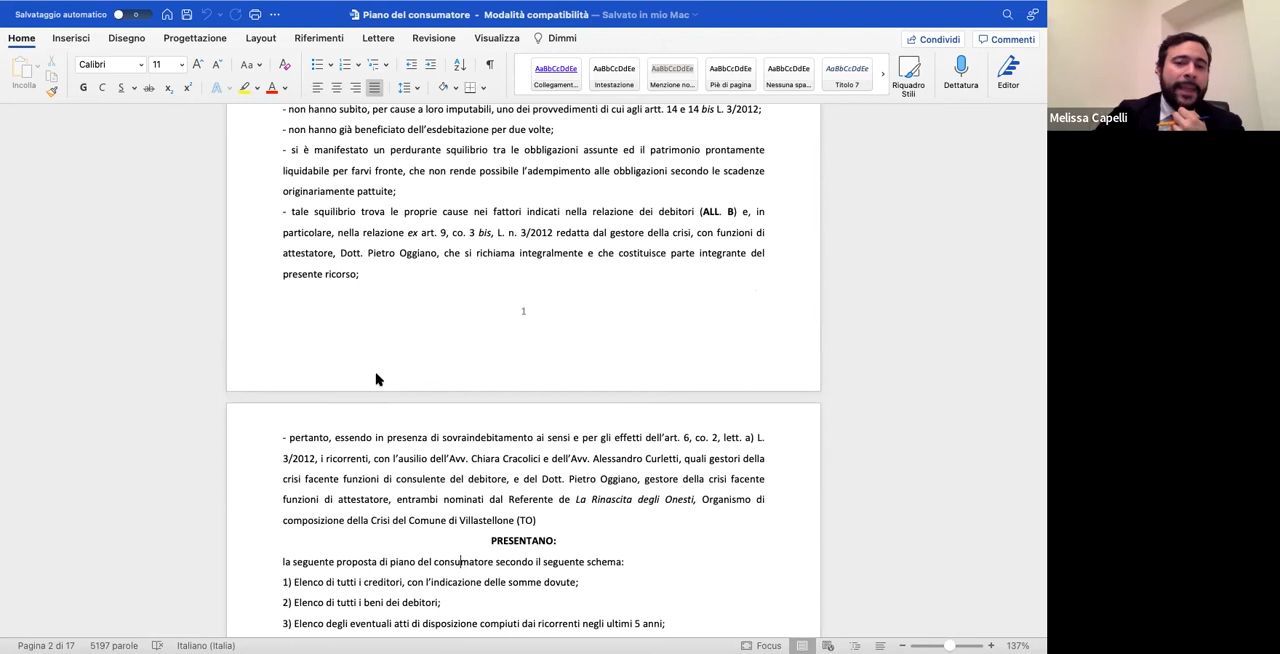 Salvataggio automatico 0 Piano del consumatore - Modalità compatibilità — Salvato in mio Mac
Home Inserisci Disegno Progettazione Layout Riferimenti Lettere Revisione Visualizza Dimmi Condividi Commenti
Incolla Calibri 11 Aa
G C S ab x x A A
AaBbCcDdEe AaBbCcDdEe AaBbCcDdEe AaBbCcDdEe AaBbCcDdEe AaBbCcDdEe
Collegament... Intestazione Menzione no... Piè di pagina Nessuna spa... Titolo 7 Riquadro Stili Dettatura Editor
Melissa Capelli
- non hanno subito, per cause a loro imputabili, uno dei provvedimenti di cui agli artt. 14 e 14 bis L. 3/2012;
- non hanno già beneficiato dell'esdebitazione per due volte;
- si è manifestato un perdurante squilibrio tra le obbligazioni assunte ed il patrimonio prontamente
liquidabile per farvi fronte, che non rende possibile l'adempimento alle obbligazioni secondo le scadenze
originariamente pattuite;
- tale squilibrio trova le proprie cause nei fattori indicati nella relazione dei debitori (ALL. B) e, in
particolare, nella relazione ex art. 9, co. 3 bis, L. n. 3/2012 redatta dal gestore della crisi, con funzioni di
attestatore, Dott. Pietro Oggiano, che si richiama integralmente e che costituisce parte integrante del
presente ricorso;
1
- pertanto, essendo in presenza di sovraindebitamento ai sensi e per gli effetti dell'art. 6, co. 2, lett. a) L.
3/2012, i ricorrenti, con l'ausilio dell'Avv. Chiara Cracolici e dell'Avv. Alessandro Curletti, quali gestori della
crisi facente funzioni di consulente del debitore, e del Dott. Pietro Oggiano, gestore della crisi facente
funzioni di attestatore, entrambi nominati dal Referente de La Rinascita degli Onesti, Organismo di
composizione della Crisi del Comune di Villastellone (TO)
PRESENTANO:
la seguente proposta di piano del consumatore secondo il seguente schema:
1) Elenco di tutti i creditori, con l'indicazione delle somme dovute;
2) Elenco di tutti i beni dei debitori;
3) Elenco degli eventuali atti di disposizione compiuti dai ricorrenti negli ultimi 5 anni;
Pagina 2 di 17 5197 parole Italiano (Italia) Focus 137%